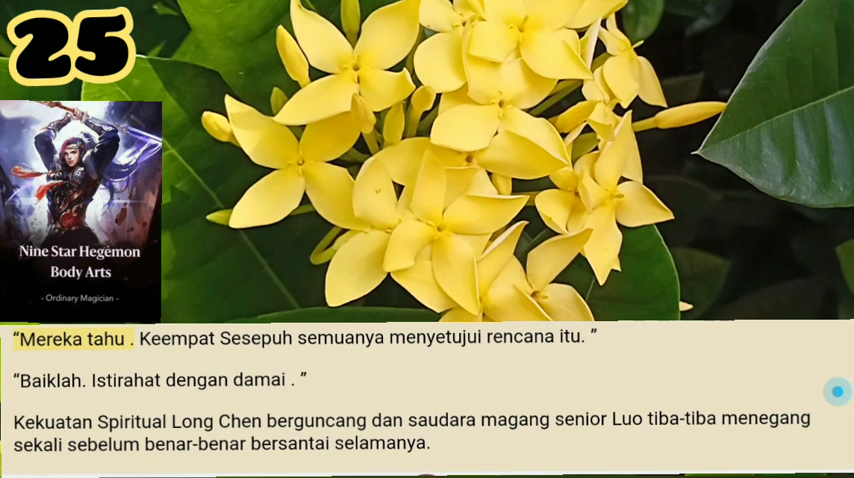 25
Nine Star Hegemon
Body Arts
- Ordinary Magician -
“Mereka tahu . Keempat Sesepuh semuanya menyetujui rencana itu. ”
“Baiklah. Istirahat dengan damai . ”
Kekuatan Spiritual Long Chen berguncang dan saudara magang senior Luo tiba-tiba menegang
sekali sebelum benar-benar bersantai selamanya.